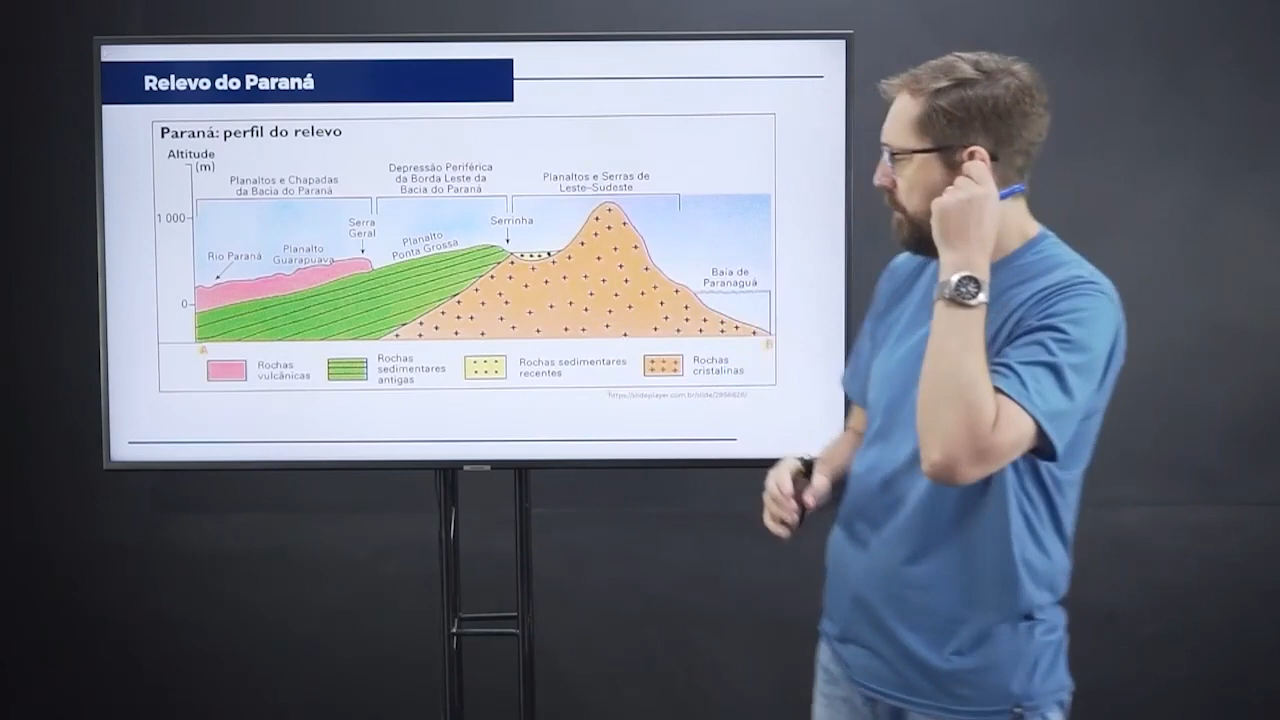 Relevo do Paraná
Paraná: perfil do relevo
Altitude
(m)
Planaltos e Chapadas
da Bacia do Paraná
Depressão Periférica
da Borda Leste da
Bacia do Paraná
Planaltos e Serras de
Leste-Sudeste
1 000
Serra
Geral
Serrinha
Rio Paraná
Planalto
Guarapuava
Planalto
Ponta Grossa
Baía de
Paranaguá
0
A
B
Rochas
vulcânicas
Rochas
sedimentares
antigas
Rochas sedimentares
recentes
Rochas
cristalinas